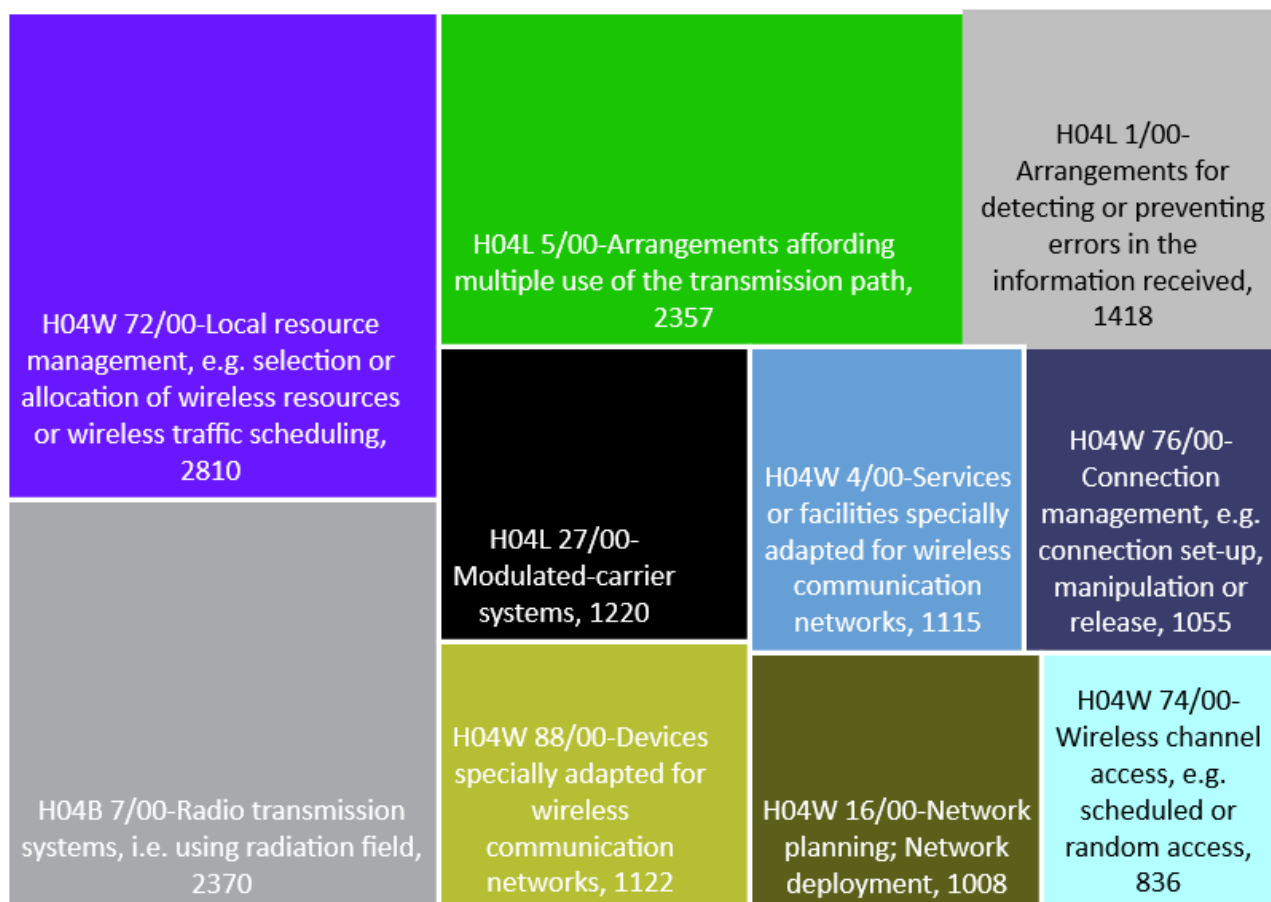 H04W 72/00-Local resource
management, e.g. selection or
allocation of wireless resources
or wireless traffic scheduling,
2810
H04B 7/00-Radio transmission
systems, i.e. using radiation field,
2370
H04L 5/00-Arrangements affording
multiple use of the transmission path,
2357
H04L 1/00-
Arrangements for
detecting or preventing
errors in the
information received,
1418
H04L 27/00-
Modulated-carrier
systems, 1220
H04W 88/00-Devices
specially adapted for
wireless
communication
networks, 1122
H04W 4/00-Services
or facilities specially
adapted for wireless
communication
networks, 1115
H04W 76/00-
Connection
management, e.g.
connection set-up,
manipulation or
release, 1055
H04W 16/00-Network
planning; Network
deployment, 1008
H04W 74/00-
Wireless channel
access, e.g.
scheduled or
random access,
836